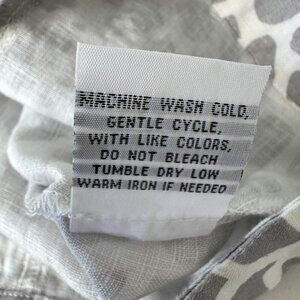 MACHINE WASH COLD,
GENTLE CYCLE,
WITH LIKE COLORS,
DO NOT BLEACH
TUMBLE DRY LOW
WARM IRON IF NEEDED